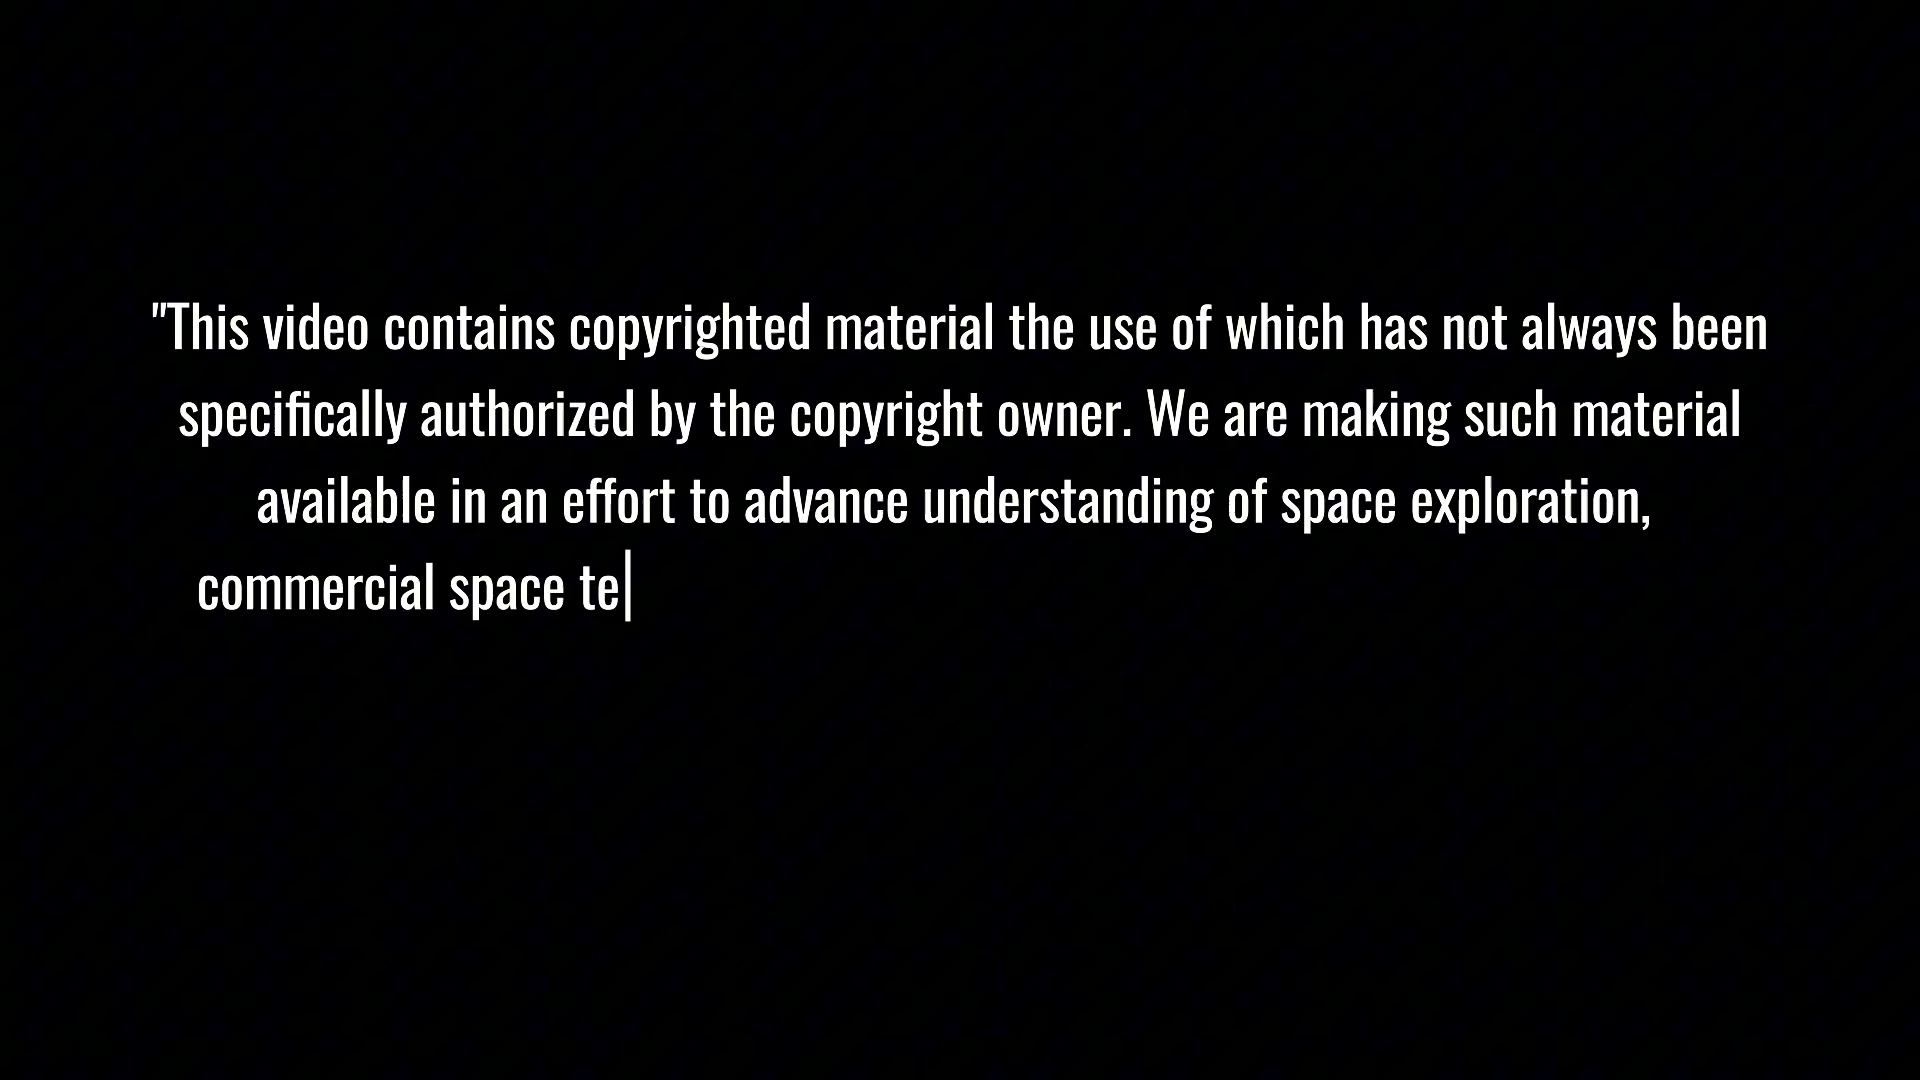 "This video contains copyrighted material the use of which has not always been
specifically authorized by the copyright owner. We are making such material
available in an effort to advance understanding of space exploration,
commercial space te